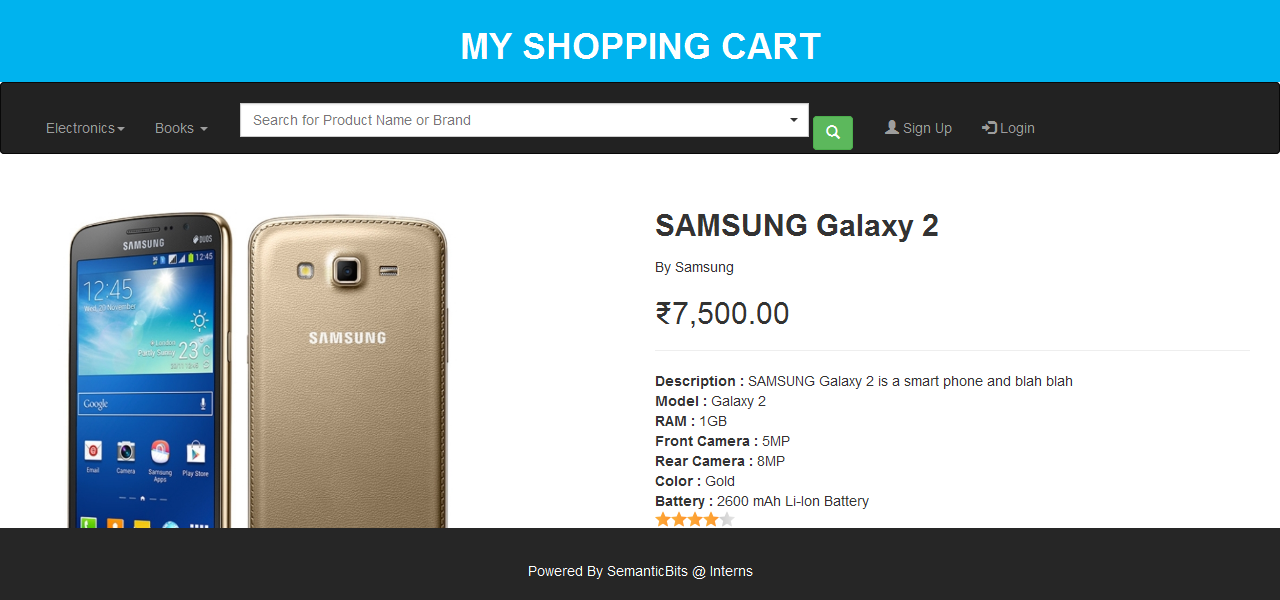 MY SHOPPING CART
Electronics
Books
Search for Product Name or Brand
Sign Up
Login
SAMSUNG
DUOS
12:45
12:45
Wed, 20 November
London
Partly Sunny
23°C
Google
Email
Camera
Samsung Apps
Play Store
SAMSUNG
SAMSUNG Galaxy 2
By Samsung
₹7,500.00
Description : SAMSUNG Galaxy 2 is a smart phone and blah blah
Model : Galaxy 2
RAM : 1GB
Front Camera : 5MP
Rear Camera : 8MP
Color : Gold
Battery : 2600 mAh Li-Ion Battery
Powered By SemanticBits @ Interns